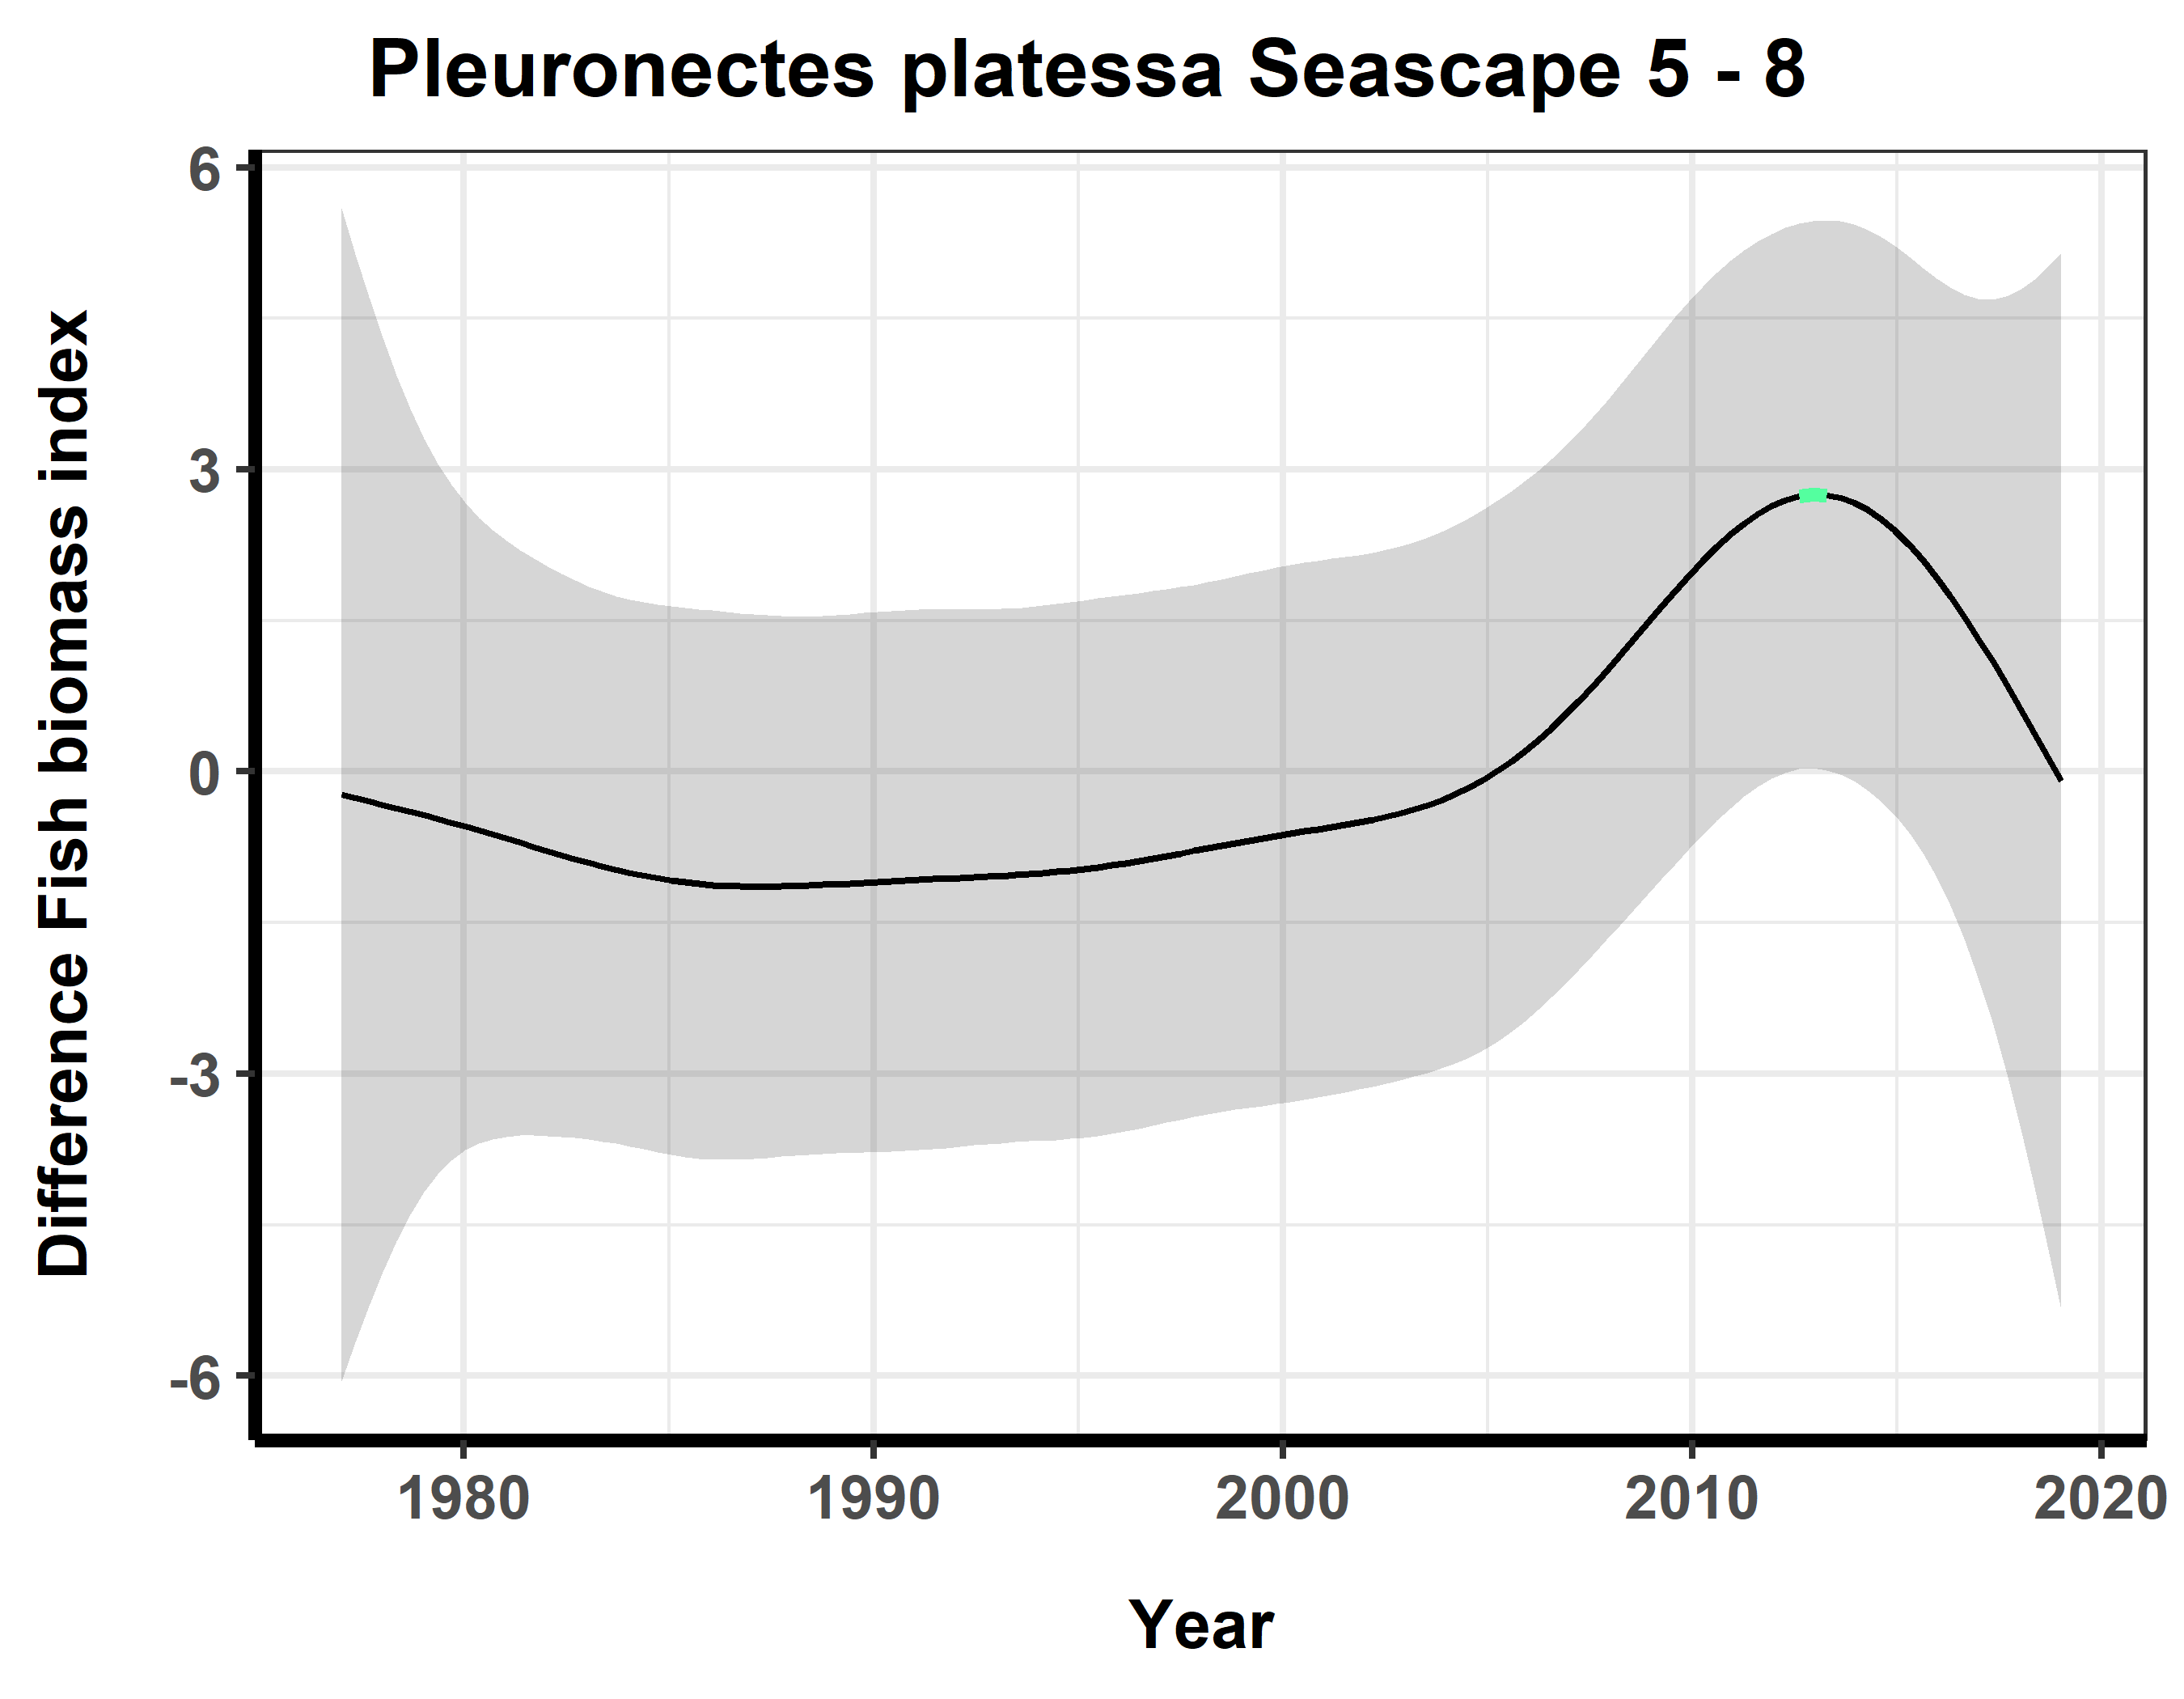 Pleuronectes platessa Seascape 5 - 8
Difference Fish biomass index
6
3
0
-3
-6
1980 1990 2000 2010 2020
Year